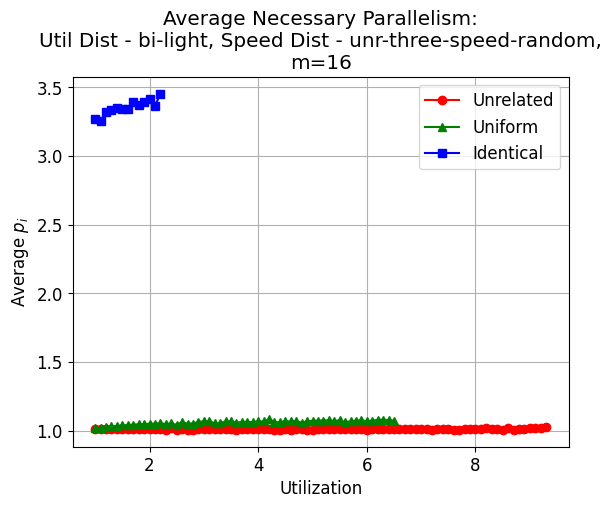 Average Necessary Parallelism:
Util Dist - bi-light, Speed Dist - unr-three-speed-random,
m=16
3.5
3.0
2.5
2.0
1.5
1.0
Average pᵢ
Unrelated
Uniform
Identical
2
4
6
8
Utilization